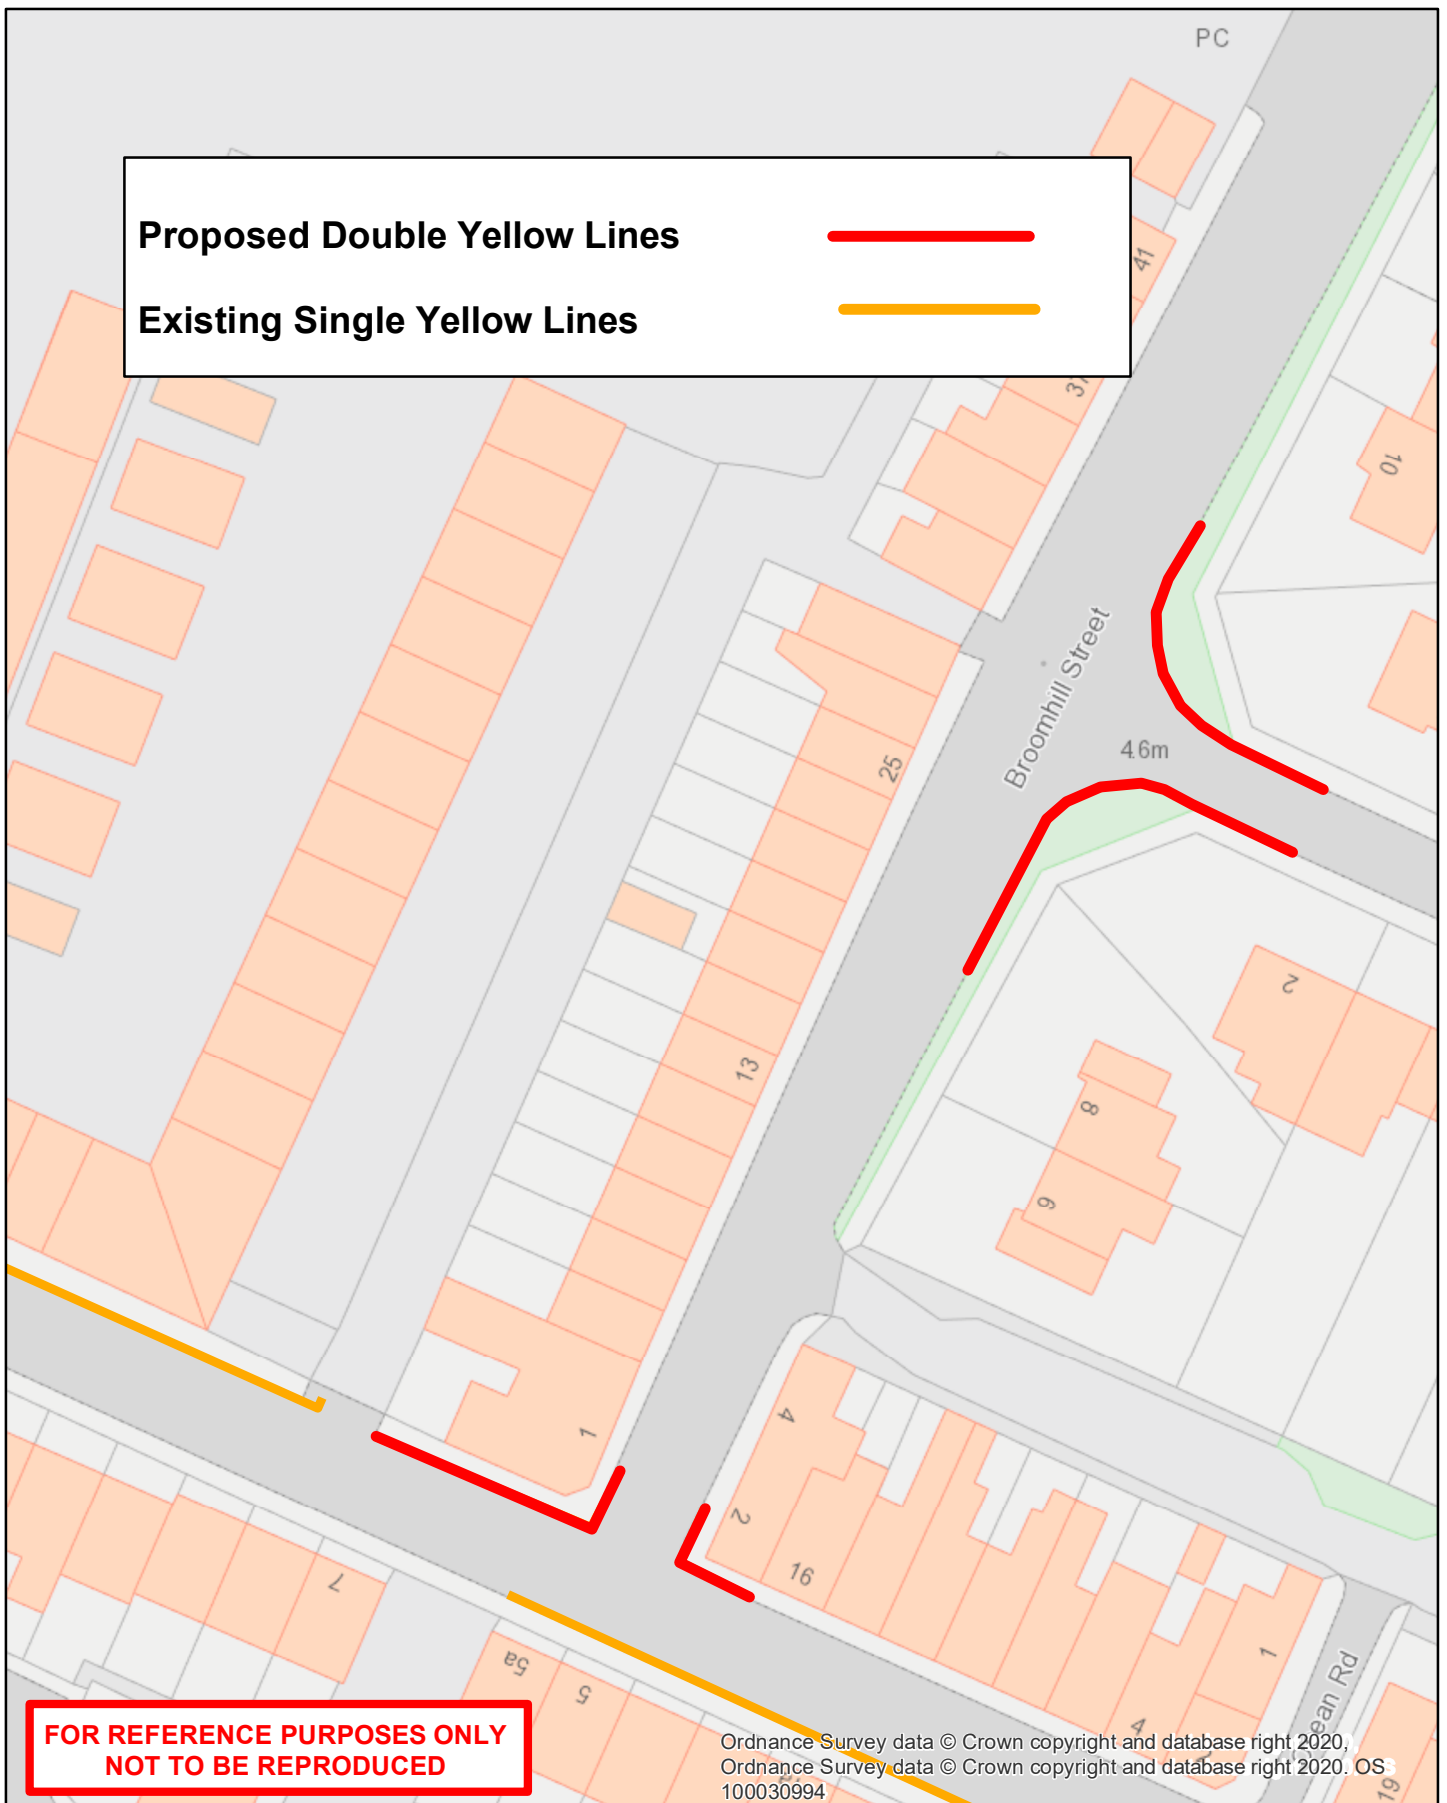 PC
Proposed Double Yellow Lines
Existing Single Yellow Lines
41
37
10
Broomhill Street
4.6m
25
2
13
8
6
1
4
2
16
7
5a
5
1
4
FOR REFERENCE PURPOSES ONLY
NOT TO BE REPRODUCED
Ordnance Survey data © Crown copyright and database right 2020,
Ordnance Survey data © Crown copyright and database right 2020. OS
100030994
19